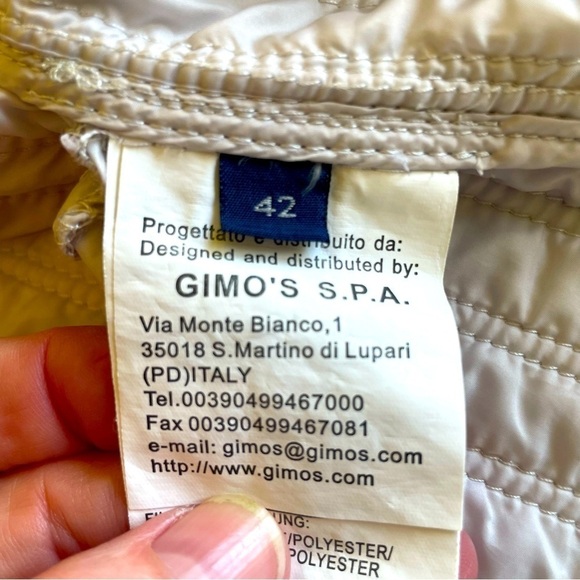 42
Progettato e distribuito da:
Designed and distributed by:
GIMO'S S.P.A.
Via Monte Bianco,1
35018 S.Martino di Lupari
(PD)ITALY
Tel.00390499467000
Fax 00390499467081
e-mail: gimos@gimos.com
http://www.gimos.com
/POLYESTER/
POLYESTER